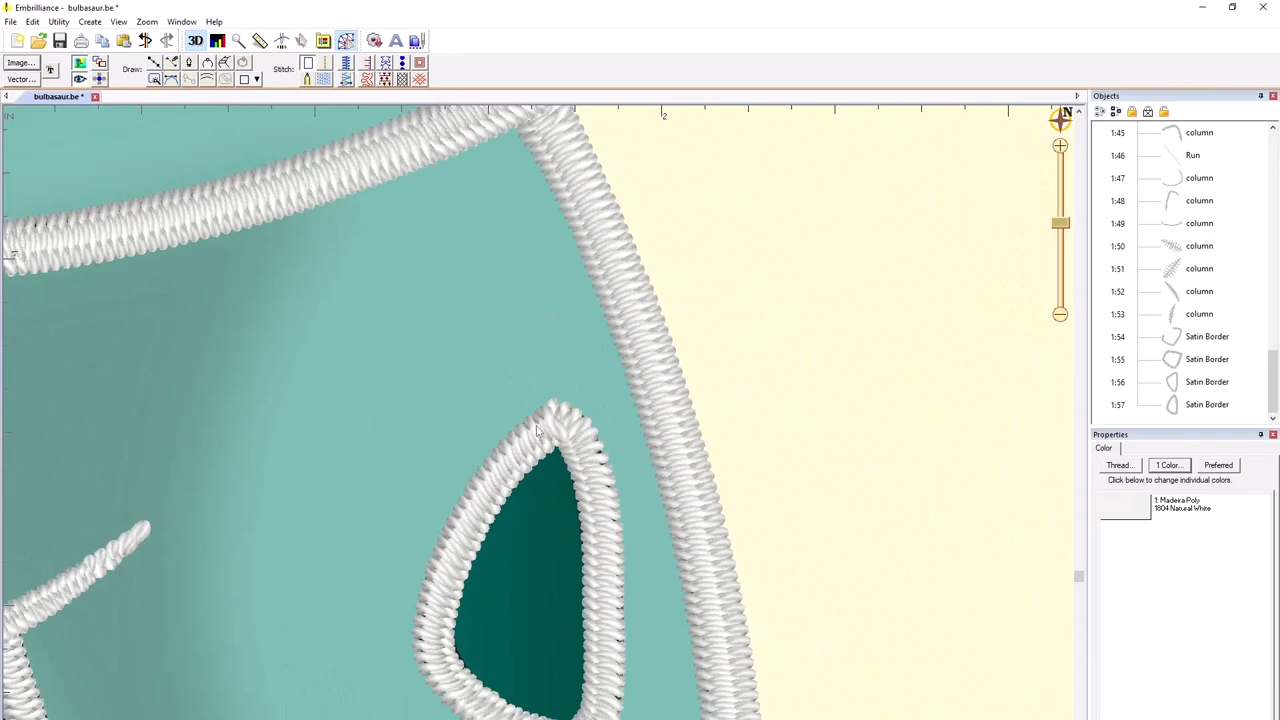 Embrilliance - bulbasaur.be *
File Edit Utility Create View Zoom Window Help
3D A
Image... T Draw: Stitch:
Vector...
bulbasaur.be *
IN 2
N
Objects
1:45 column
1:46 Run
1:47 column
1:48 column
1:49 column
1:50 column
1:51 column
1:52 column
1:53 column
1:54 Satin Border
1:55 Satin Border
1:56 Satin Border
1:57 Satin Border
Properties
Color
Thread... 1 Color... Preferred
Click below to change individual colors.
1: Madeira Poly
1804 Natural White